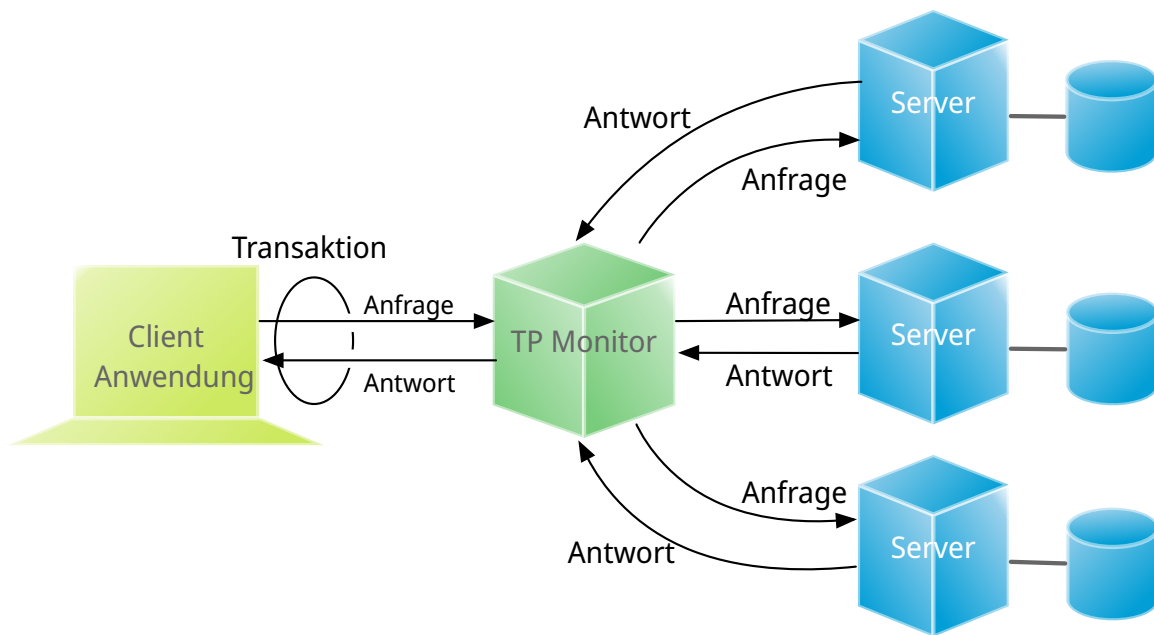 Server
Antwort
Anfrage
Transaktion
Anfrage
Client
Anwendung
Antwort
TP Monitor
Anfrage
Server
Antwort
Anfrage
Server
Antwort